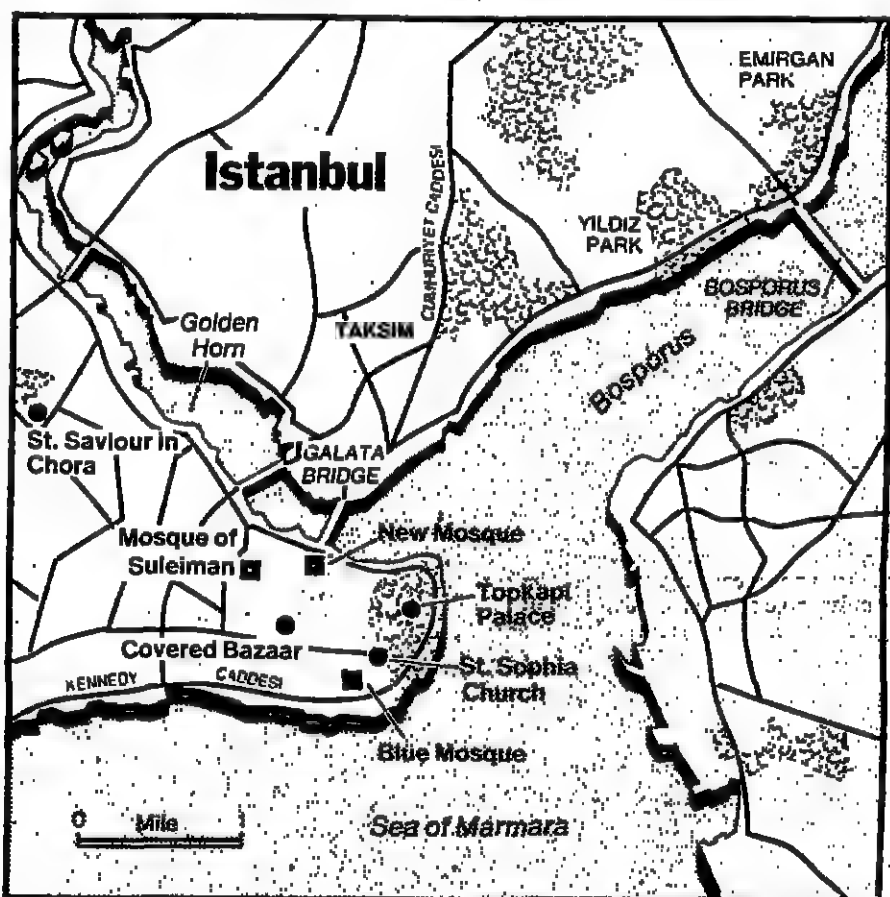 EMIRGAN
PARK
Istanbul
CUMHURIYET CADDESI
YILDIZ
PARK
BOSPORUS
BRIDGE
Golden
Horn
TAKSIM
Bosporus
St. Saviour in
Chora
GALATA
BRIDGE
Mosque of
Suleiman
New Mosque
Topkapi
Palace
Covered Bazaar
St. Sophia
Church
KENNEDY CADDESI
Blue Mosque
0 Mile 1
Sea of Marmara